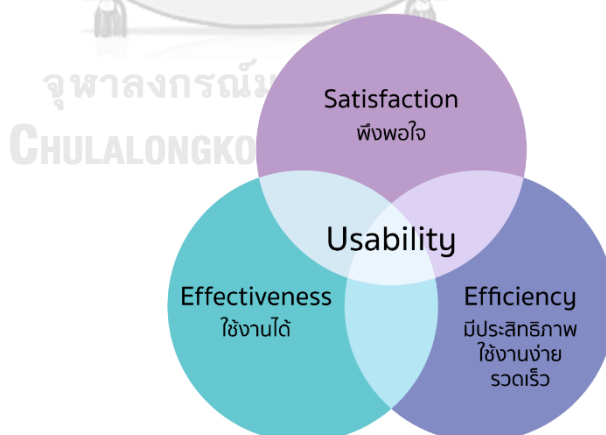 จุฬาลงกรณ์ม
CHULALONGKO
Satisfaction
พึงพอใจ
Usability
Effectiveness
ใช้งานได้
Efficiency
มีประสิทธิภาพ
ใช้งานง่าย
รวดเร็ว